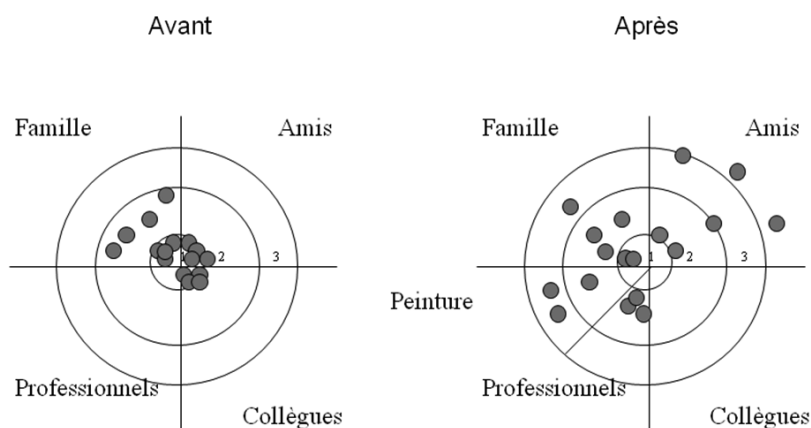 Avant
Famille
Amis
1 2 3
Professionnels
Collègues
Après
Famille
Amis
1 2 3
Peinture
Professionnels
Collègues